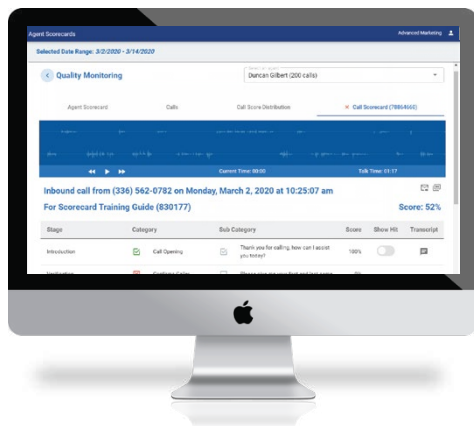 Agent Scorecards
Advanced Marketing
Selected Date Range: 3/2/2020 - 3/14/2020
Quality Monitoring
Duncan Gilbert (200 calls)
Agent Scorecard
Calls
Call Score Distribution
× Call Scorecard (78864660)
Current Time: 00:00
Talk Time: 01:17
Inbound call from (336) 562-0782 on Monday, March 2, 2020 at 10:25:07 am
For Scorecard Training Guide (830177)
Score: 52%
Stage
Category
Sub Category
Score
Show Hit
Transcript
Introduction
Call Opening
Thank you for calling, how can I assist
you today?
100%